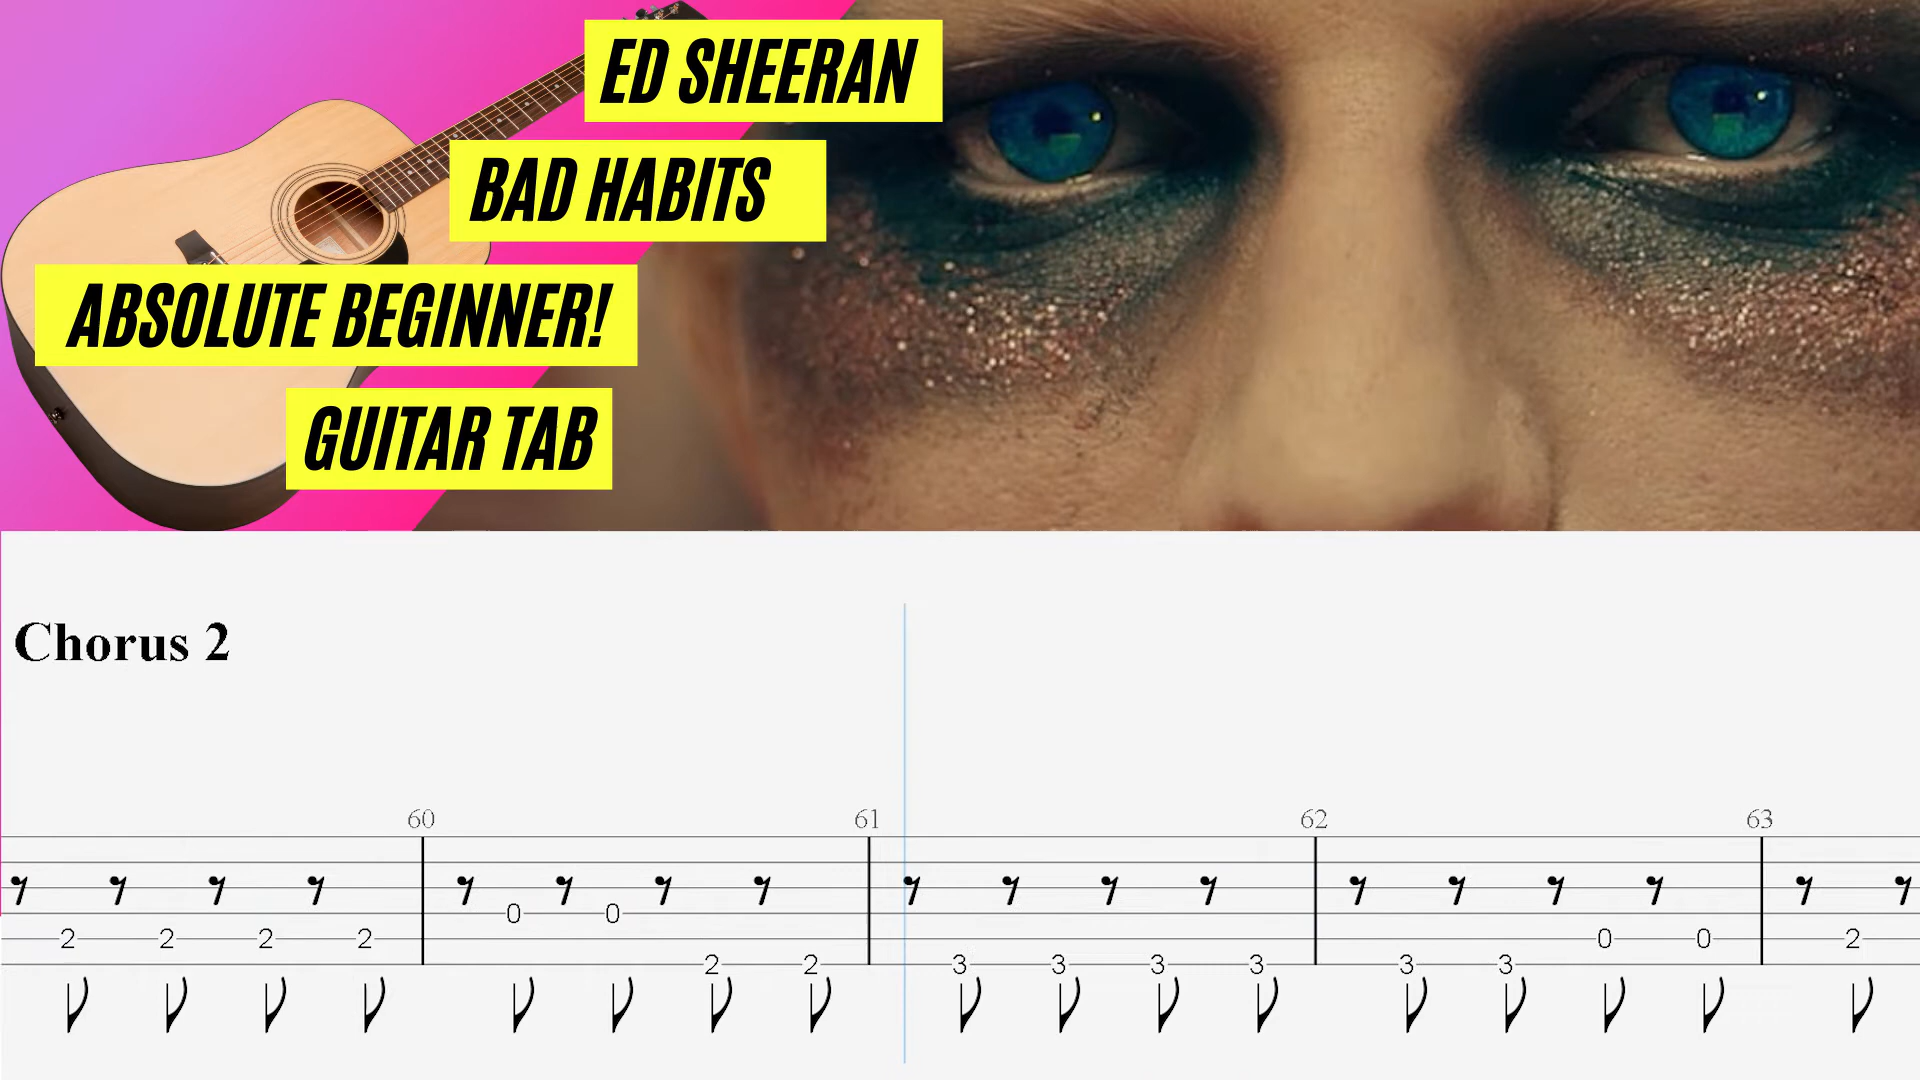 ED SHEERAN
BAD HABITS
ABSOLUTE BEGINNER!
GUITAR TAB
Chorus 2
60 61 62 63
0 0
2 2 2 2 0 0 2
2 2 3 3 3 3 3 3